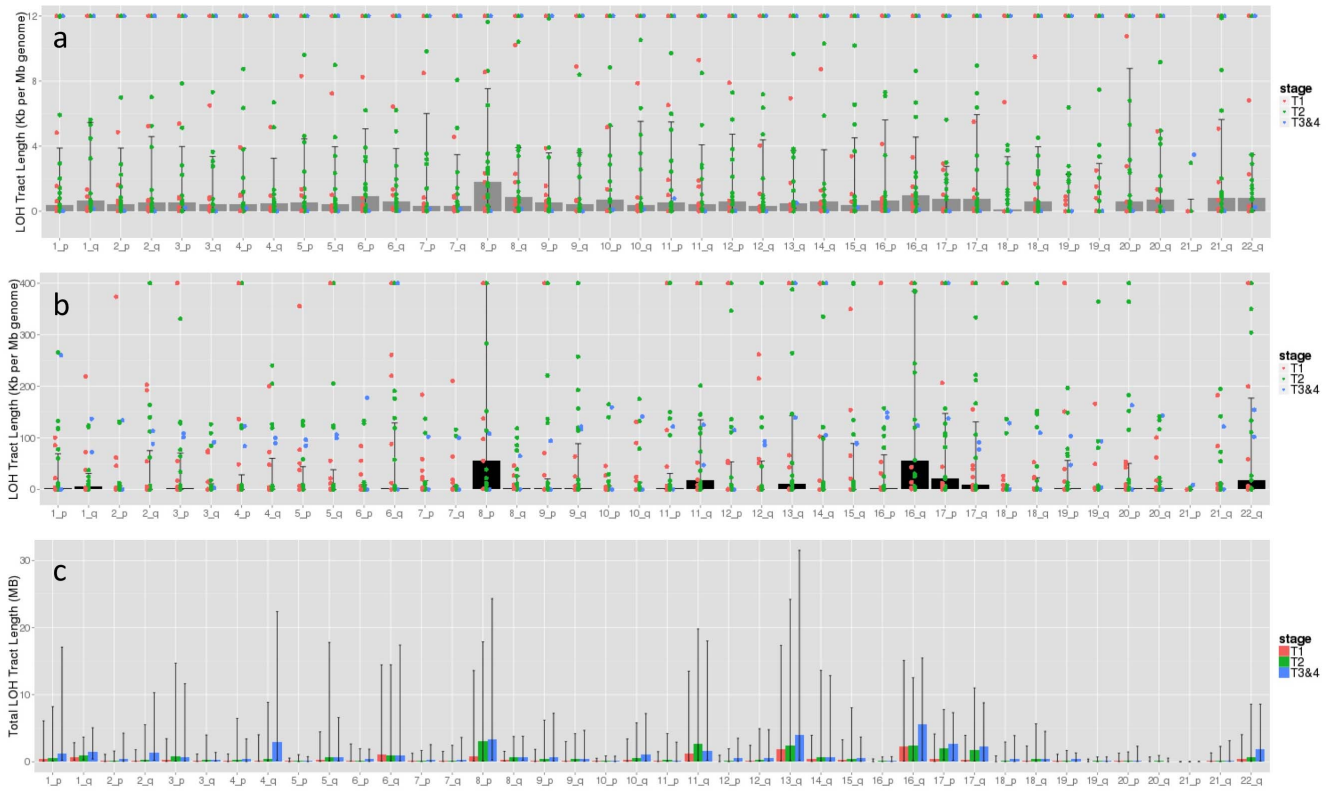 a
LOH Tract Length (Kb per Mb genome)
12
8
4
0
1_p 1_q 2_p 2_q 3_p 3_q 4_p 4_q 5_p 5_q 6_p 6_q 7_p 7_q 8_p 8_q 9_p 9_q 10_p 10_q 11_p 11_q 12_p 12_q 13_q 14_q 15_q 16_p 16_q 17_p 17_q 18_p 18_q 19_p 19_q 20_p 20_q 21_p 21_q 22_q
stage
T1
T2
T3&4
b
LOH Tract Length (Kb per Mb genome)
400
300
200
100
0
1_p 1_q 2_p 2_q 3_p 3_q 4_p 4_q 5_p 5_q 6_p 6_q 7_p 7_q 8_p 8_q 9_p 9_q 10_p 10_q 11_p 11_q 12_p 12_q 13_q 14_q 15_q 16_p 16_q 17_p 17_q 18_p 18_q 19_p 19_q 20_p 20_q 21_p 21_q 22_q
stage
T1
T2
T3&4
c
Total LOH Tract Length (MB)
30
20
10
0
1_p 1_q 2_p 2_q 3_p 3_q 4_p 4_q 5_p 5_q 6_p 6_q 7_p 7_q 8_p 8_q 9_p 9_q 10_p 10_q 11_p 11_q 12_p 12_q 13_q 14_q 15_q 16_p 16_q 17_p 17_q 18_p 18_q 19_p 19_q 20_p 20_q 21_p 21_q 22_q
stage
T1
T2
T3&4